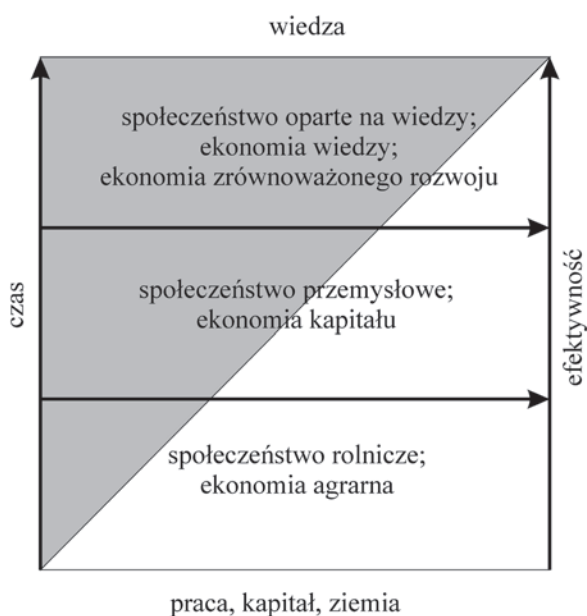 wiedza
społeczeństwo oparte na wiedzy;
ekonomia wiedzy;
ekonomia zrównoważonego rozwoju
czas
społeczeństwo przemysłowe;
ekonomia kapitału
efektywność
społeczeństwo rolnicze;
ekonomia agrarna
praca, kapitał, ziemia